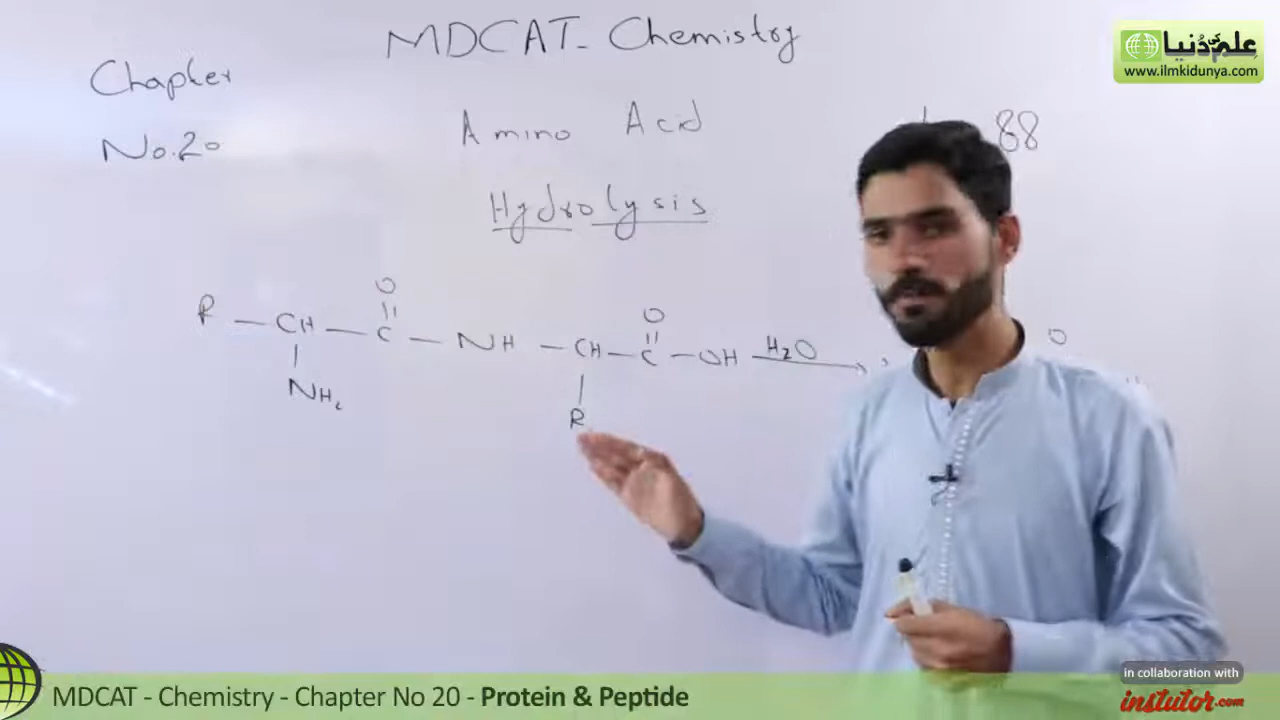 MDCAT - Chemistry
علم کی دُنیا
www.ilmkidunya.com
Chapter
No.20
Amino Acid
88
Hydrolysis
O
R — CH — C — NH — CH — C — OH H₂O
O
O
NH₂
R
in collaboration with
instutor.com
MDCAT - Chemistry - Chapter No 20 - Protein & Peptide